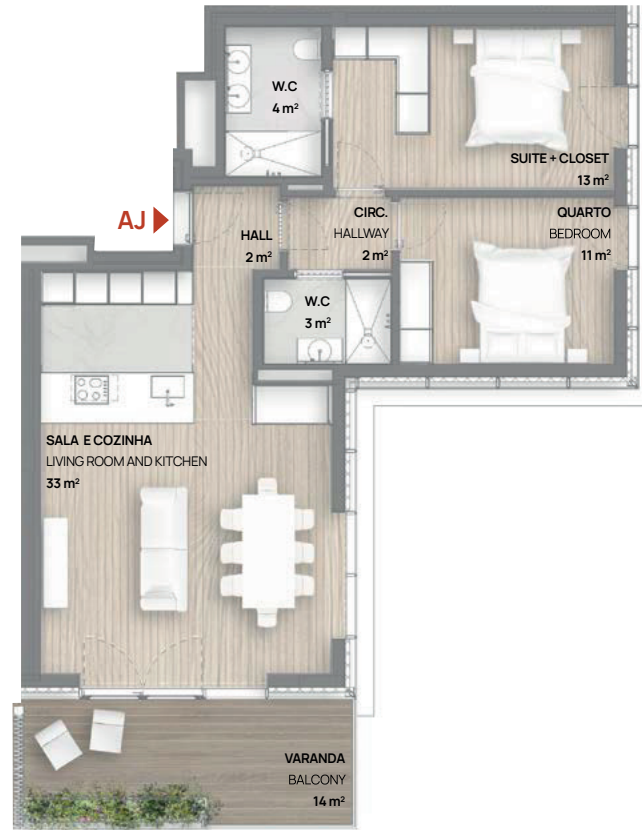 W.C
4 m²
SUITE + CLOSET
13 m²
AJ
HALL
2 m²
CIRC.
HALLWAY
2 m²
QUARTO
BEDROOM
11 m²
W.C
3 m²
SALA E COZINHA
LIVING ROOM AND KITCHEN
33 m²
VARANDA
BALCONY
14 m²